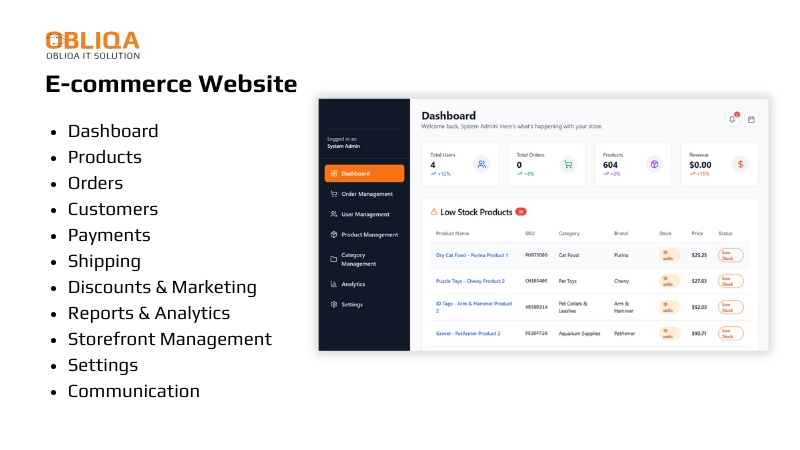 OBLIQA
OBLIQA IT SOLUTION
E-commerce Website
Dashboard
Products
Orders
Customers
Payments
Shipping
Discounts & Marketing
Reports & Analytics
Storefront Management
Settings
Communication
Logged in as:
System Admin
Dashboard
Order Management
User Management
Product Management
Category
Management
Analytics
Settings
Dashboard
Welcome back, System Admin! Here's what's happening with your store.
2
Total Users
4
+12%
Total Orders
0
+8%
Products
604
+3%
Revenue
$0.00
+15%
Low Stock Products 10
Product Name SKU Category Brand Stock Price Status
Dry Cat Food - Purina Product 1 Cat Food Purina 10 units $25.25 Low Stock
Puzzle Toys - Chewy Product 2 Pet Toys Chewy 10 units $27.63 Low Stock
ID Tags - Arm & Hammer Product 2 Pet Collars & Leashes Arm & Hammer 10 units $52.03 Low Stock
Gravel - PetArmor Product 2 Aquarium Supplies PetArmor 10 units Low Stock